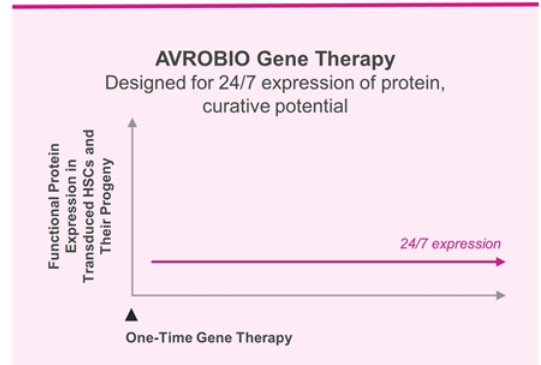 AVROBIO Gene Therapy
Designed for 24/7 expression of protein,
curative potential
Functional Protein
Expression in
Transduced HSCs and
Their Progeny
24/7 expression
One-Time Gene Therapy